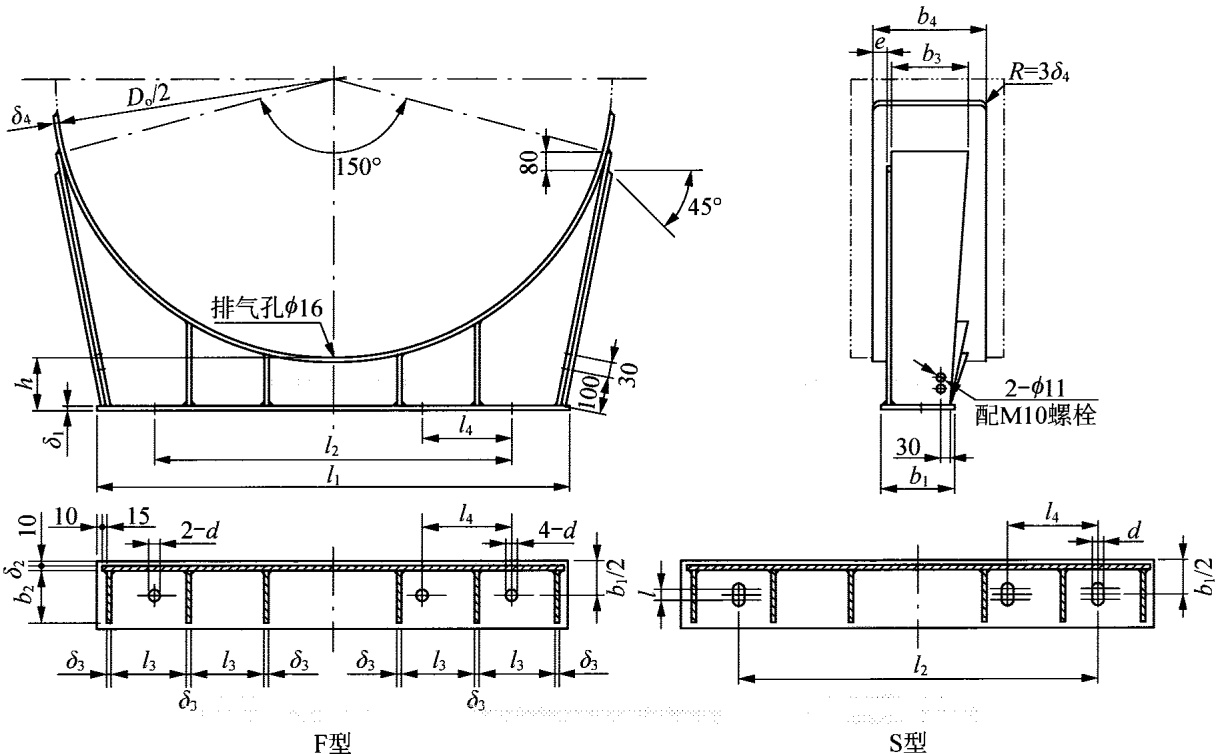 b₄
e
b₃
R=3δ₄
Dₒ/2
δ₄
150°
80
45°
排气孔ϕ16
h
δ₁
30
100
l₄
l₂
l₁
2-ϕ11
配M10螺栓
30
b₁
10
10
15
2-d
l₄
4-d
δ₂
b₂
b₁/2
δ₃
l₃
l₃
δ₃
δ₃
l₃
l₃
δ₃
δ₃
δ₃
F型
l₄
d
l
b₁/2
l₂
S型